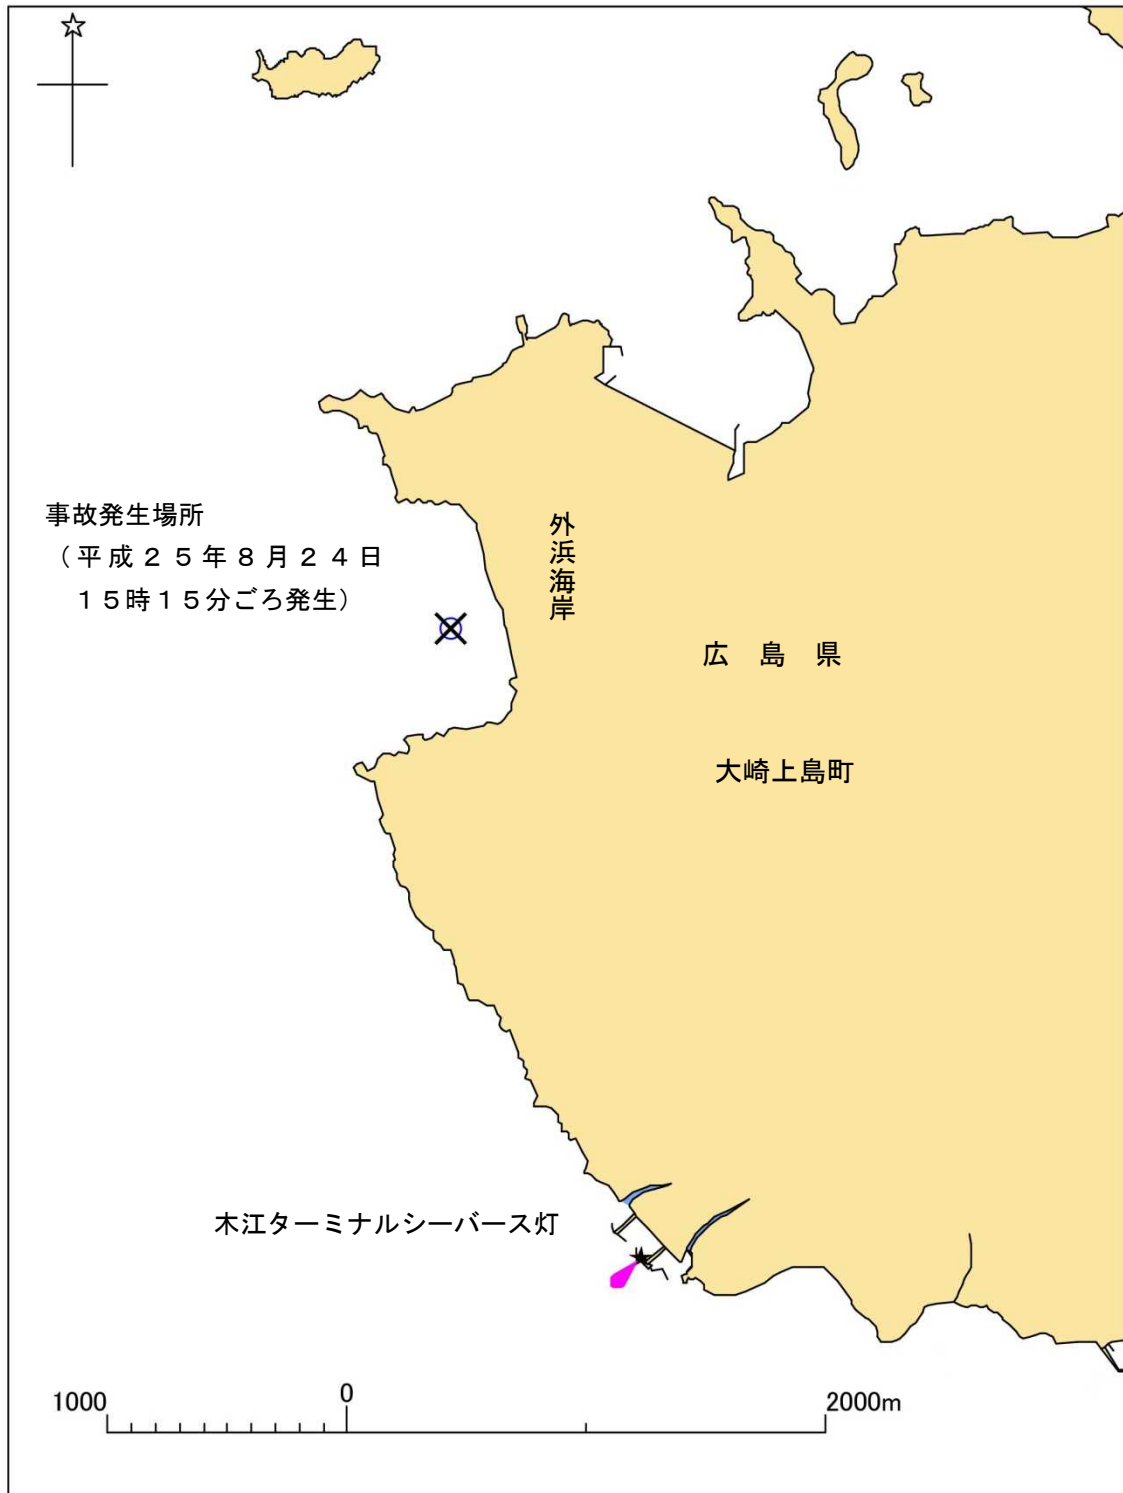 事故発生場所
（平成２５年８月２４日
１５時１５分ごろ発生）
外浜海岸
広　島　県
大崎上島町
木江ターミナルシーバース灯
1000 0 2000m